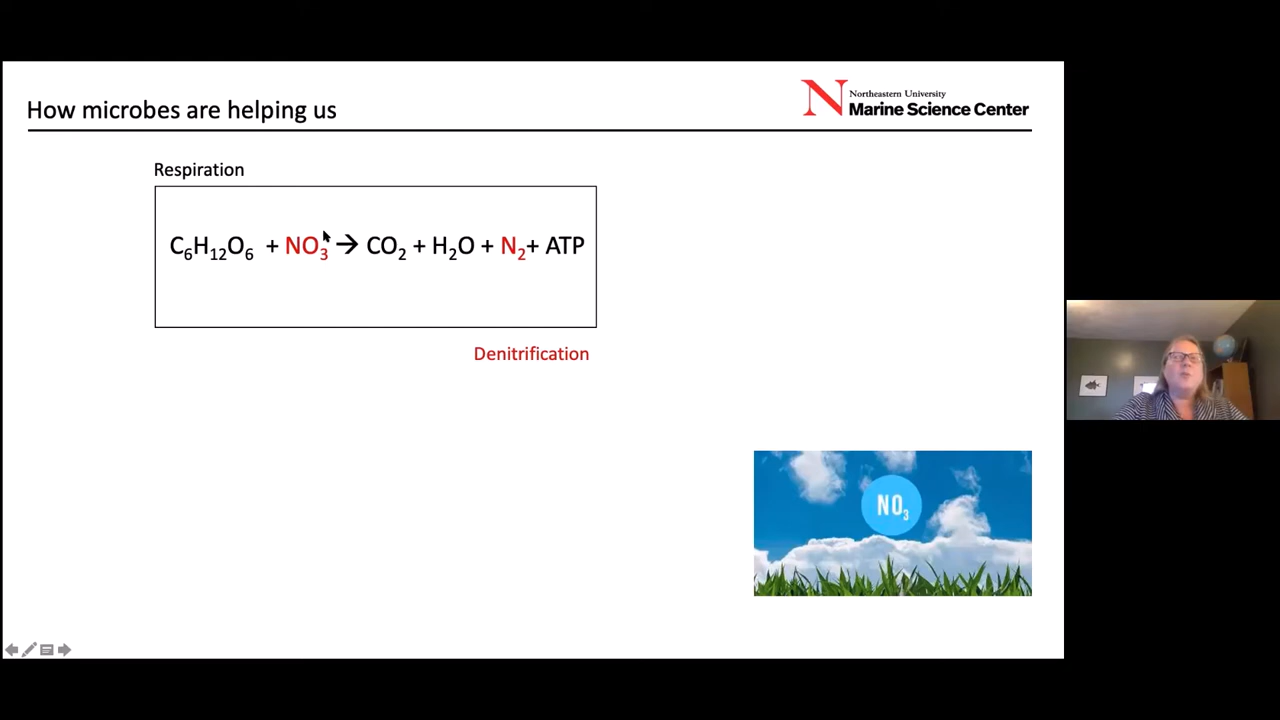 How microbes are helping us
N Northeastern University
Marine Science Center
Respiration
C₆H₁₂O₆ + NO₃ → CO₂ + H₂O + N₂+ ATP
Denitrification
NO₃